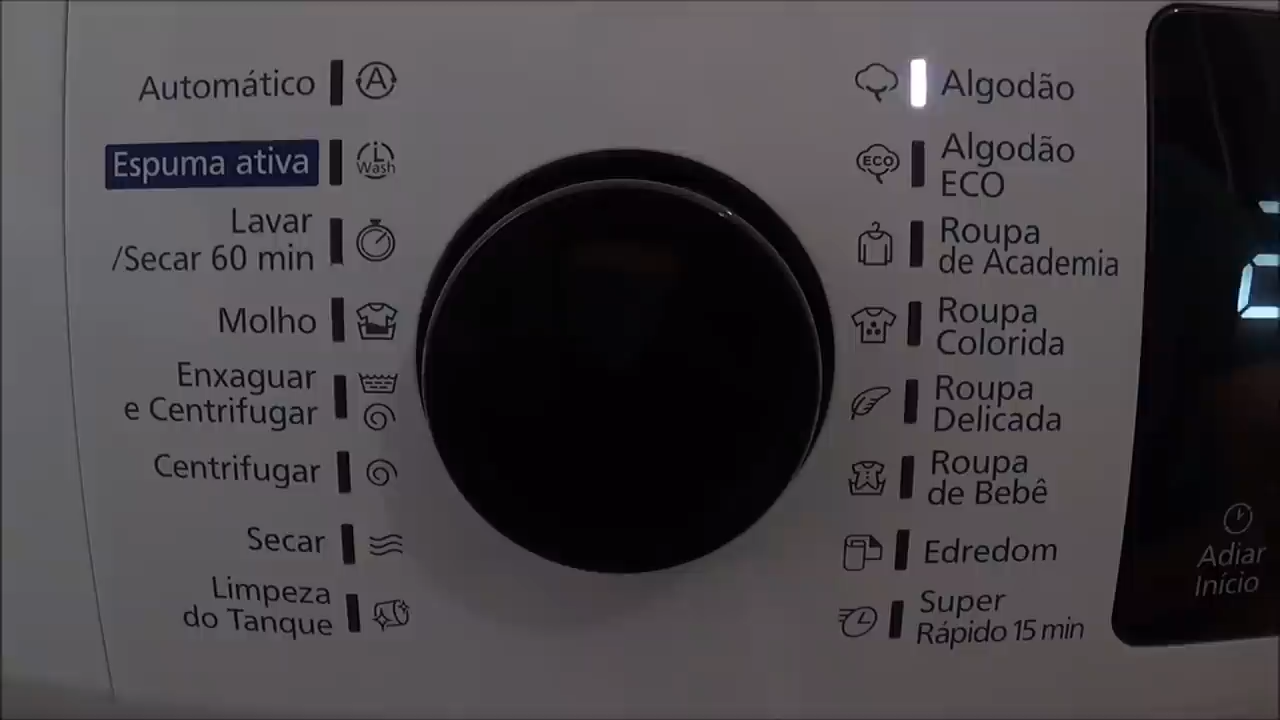 Automático
A
Espuma ativa
L
Wash
Lavar
/Secar 60 min
Molho
Enxaguar
e Centrifugar
Centrifugar
Secar
Limpeza
do Tanque
Algodão
ECO
Algodão
ECO
Roupa
de Academia
Roupa
Colorida
Roupa
Delicada
Roupa
de Bebê
Edredom
Super
Rápido 15 min
Adiar
Início